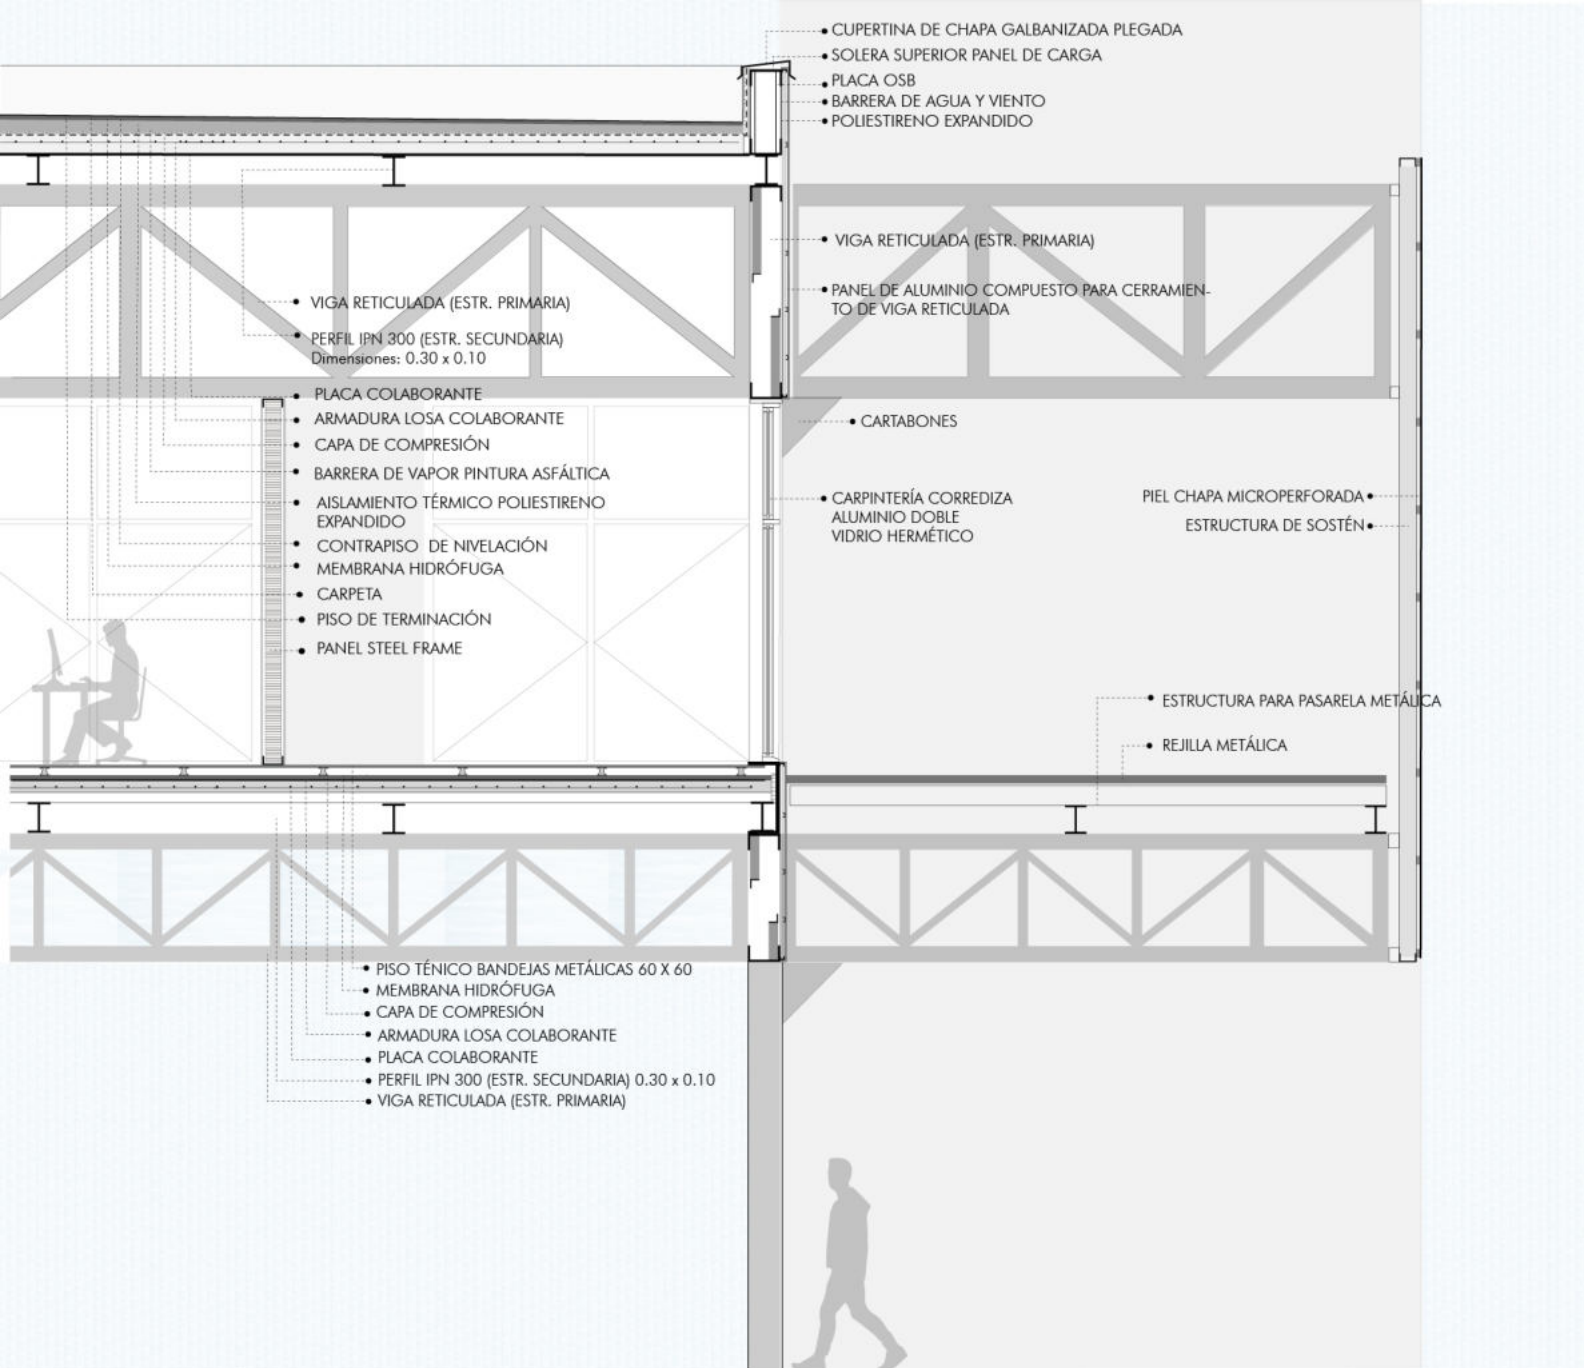 CUPERTINA DE CHAPA GALBANIZADA PLEGADA
SOLERA SUPERIOR PANEL DE CARGA
PLACA OSB
BARRERA DE AGUA Y VIENTO
POLIESTIRENO EXPANDIDO
VIGA RETICULADA (ESTR. PRIMARIA)
PANEL DE ALUMINIO COMPUESTO PARA CERRAMIEN-
TO DE VIGA RETICULADA
VIGA RETICULADA (ESTR. PRIMARIA)
PERFIL IPN 300 (ESTR. SECUNDARIA)
Dimensiones: 0.30 x 0.10
PLACA COLABORANTE
ARMADURA LOSA COLABORANTE
CAPA DE COMPRESIÓN
BARRERA DE VAPOR PINTURA ASFÁLTICA
AISLAMIENTO TÉRMICO POLIESTIRENO
EXPANDIDO
CONTRAPISO DE NIVELACIÓN
MEMBRANA HIDRÓFUGA
CARPETA
PISO DE TERMINACIÓN
PANEL STEEL FRAME
CARTABONES
CARPINTERÍA CORREDIZA
ALUMINIO DOBLE
VIDRIO HERMÉTICO
PIEL CHAPA MICROPERFORADA
ESTRUCTURA DE SOSTÉN
ESTRUCTURA PARA PASARELA METÁLICA
REJILLA METÁLICA
PISO TÉNICO BANDEJAS METÁLICAS 60 X 60
MEMBRANA HIDRÓFUGA
CAPA DE COMPRESIÓN
ARMADURA LOSA COLABORANTE
PLACA COLABORANTE
PERFIL IPN 300 (ESTR. SECUNDARIA) 0.30 x 0.10
VIGA RETICULADA (ESTR. PRIMARIA)